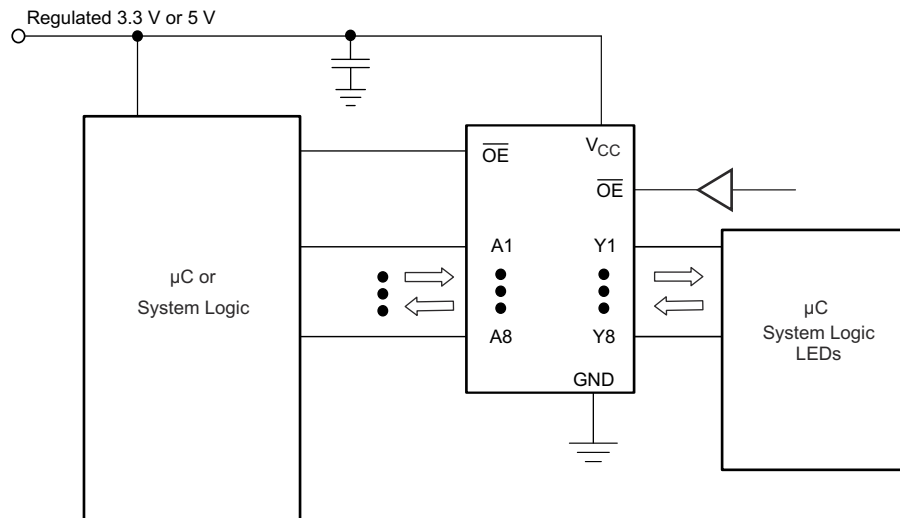 Regulated 3.3 V or 5 V
OE
VCC
OE
A1
Y1
µC or
System Logic
A8
Y8
GND
µC
System Logic
LEDs